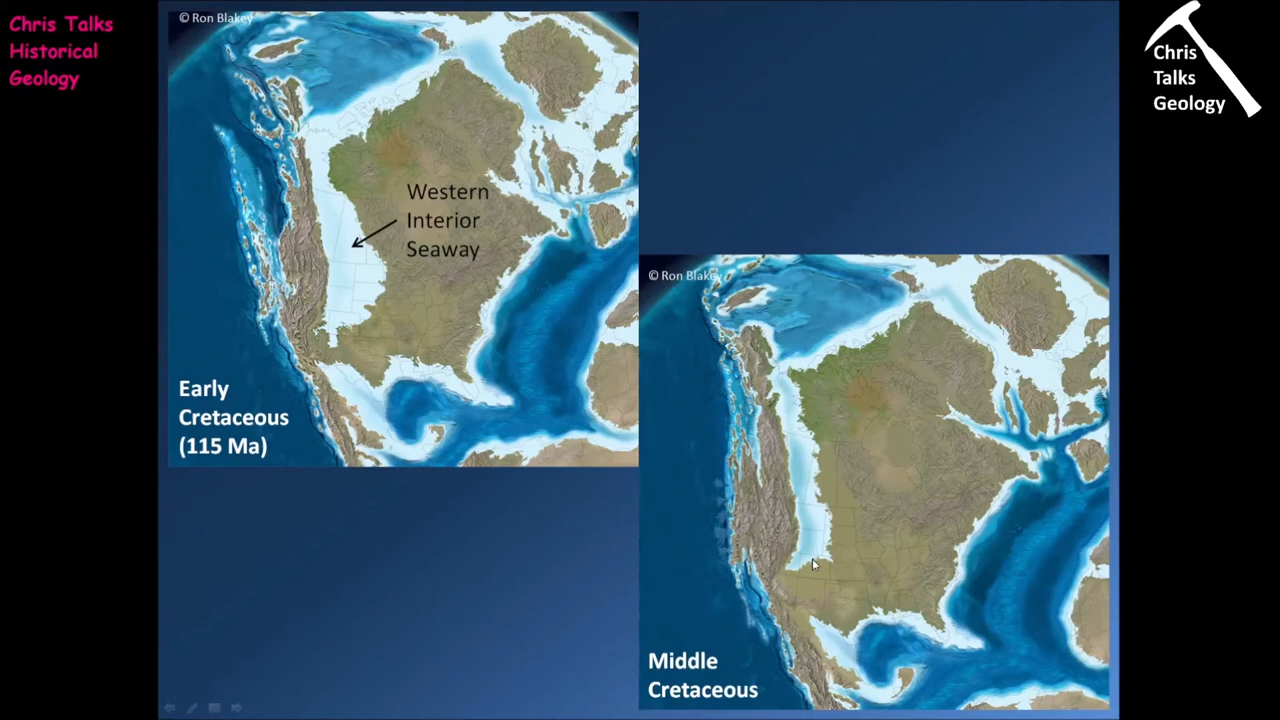 Chris Talks
Historical
Geology
© Ron Blakey
Western
Interior
Seaway
Early
Cretaceous
(115 Ma)
© Ron Blakey
Middle
Cretaceous
Chris
Talks
Geology